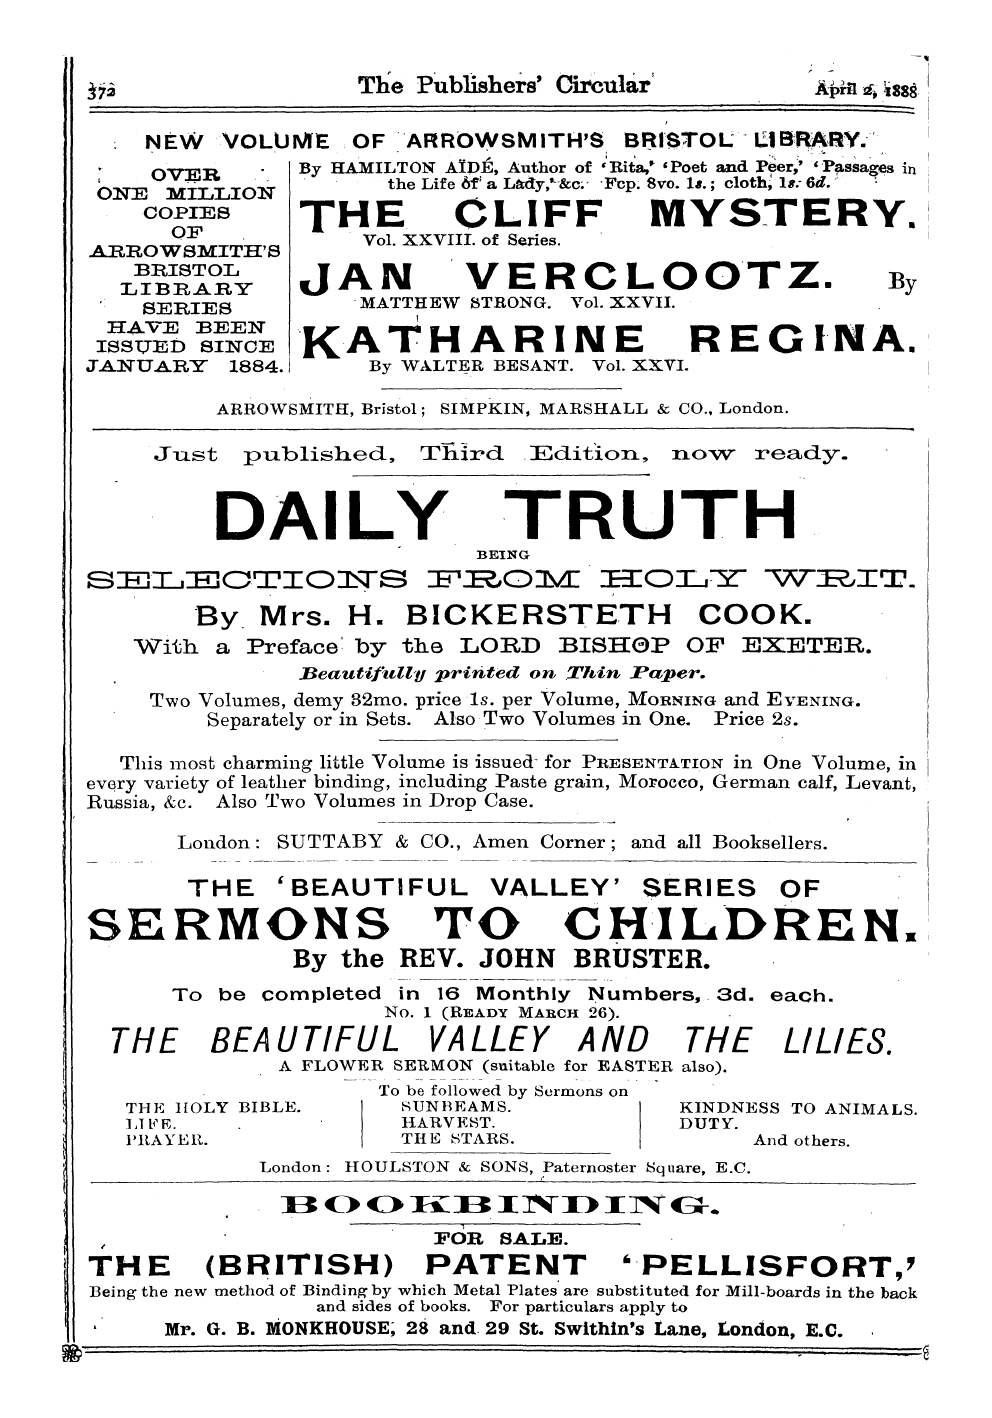 372
The Publishers' Circular
April 2, 1888
NEW VOLUME OF ARROWSMITH'S BRISTOL LIBRARY.
OVER
ONE MILLION
COPIES
OF
ARROWSMITH'S
BRISTOL
LIBRARY
SERIES
HAVE BEEN
ISSUED SINCE
JANUARY 1884.
By HAMILTON AÏDÉ, Author of 'Rita,' 'Poet and Peer,' 'Passages in
the Life of a Lady,' &c. Fcp. 8vo. 1s.; cloth, 1s. 6d.
THE CLIFF MYSTERY.
Vol. XXVIII. of Series.
JAN VERCLOOTZ. By
MATTHEW STRONG. Vol. XXVII.
KATHARINE REGINA.
By WALTER BESANT. Vol. XXVI.
ARROWSMITH, Bristol; SIMPKIN, MARSHALL & CO., London.
Just published, Third Edition, now ready.
DAILY TRUTH
BEING
SELECTIONS FROM HOLY WRIT.
By Mrs. H. BICKERSTETH COOK.
With a Preface by the LORD BISHOP OF EXETER.
Beautifully printed on Thin Paper.
Two Volumes, demy 32mo. price 1s. per Volume, MORNING and EVENING.
Separately or in Sets. Also Two Volumes in One. Price 2s.
This most charming little Volume is issued for PRESENTATION in One Volume, in
every variety of leather binding, including Paste grain, Morocco, German calf, Levant,
Russia, &c. Also Two Volumes in Drop Case.
London: SUTTABY & CO., Amen Corner; and all Booksellers.
THE 'BEAUTIFUL VALLEY' SERIES OF
SERMONS TO CHILDREN.
By the REV. JOHN BRUSTER.
To be completed in 16 Monthly Numbers, 3d. each.
No. 1 (READY MARCH 26).
THE BEAUTIFUL VALLEY AND THE LILIES.
A FLOWER SERMON (suitable for EASTER also).
To be followed by Sermons on
THE HOLY BIBLE.
LIFE.
PRAYER.
SUNBEAMS.
HARVEST.
THE STARS.
KINDNESS TO ANIMALS.
DUTY.
And others.
London: HOULSTON & SONS, Paternoster Square, E.C.
BOOKBINDING.
FOR SALE.
THE (BRITISH) PATENT 'PELLISFORT,'
Being the new method of Binding by which Metal Plates are substituted for Mill-boards in the back
and sides of books. For particulars apply to
Mr. G. B. MONKHOUSE, 28 and 29 St. Swithin's Lane, London, E.C.